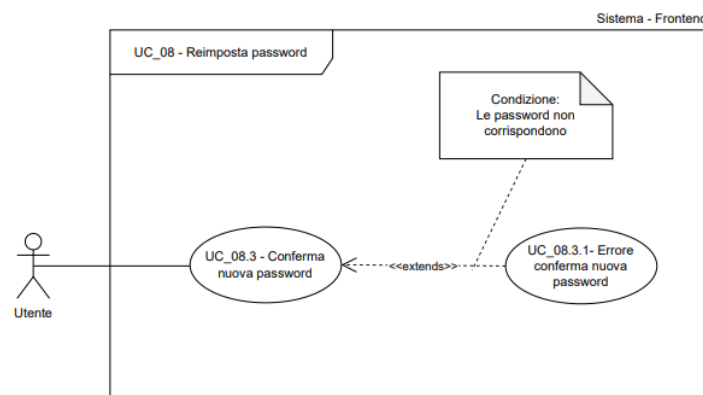 Sistema - Frontend
UC_08 - Reimposta password
Condizione:
Le password non
corrispondono
UC_08.3 - Conferma
nuova password
<<extends>>
UC_08.3.1- Errore
conferma nuova
password
Utente